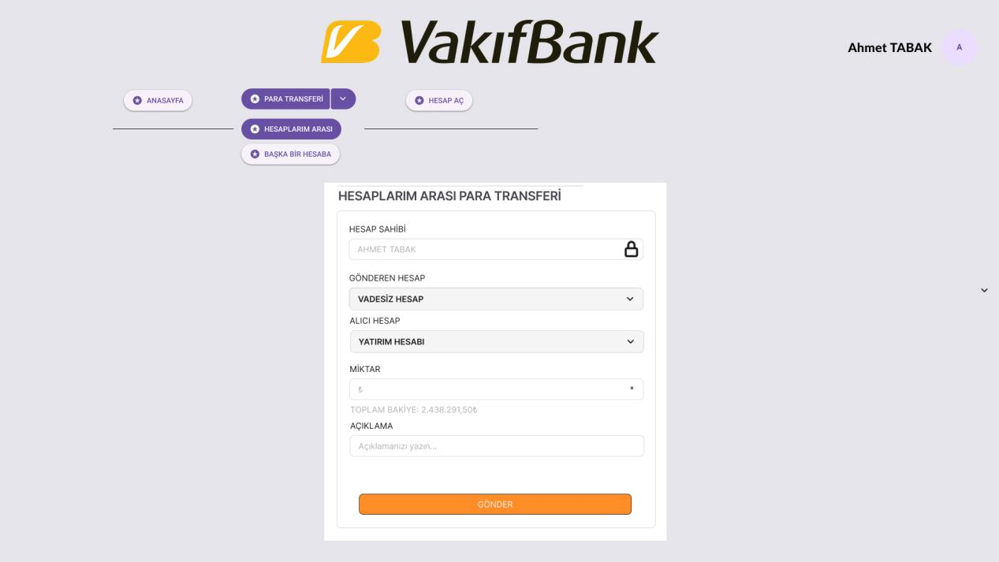 VakıfBank
Ahmet TABAK
A
ANASAYFA
PARA TRANSFERİ
HESAP AÇ
HESAPLARIM ARASI
BAŞKA BİR HESABA
HESAPLARIM ARASI PARA TRANSFERİ
HESAP SAHİBİ
AHMET TABAK
GÖNDEREN HESAP
VADESİZ HESAP
ALICI HESAP
YATIRIM HESABI
MİKTAR
₺ *
TOPLAM BAKİYE: 2.438.291,50₺
AÇIKLAMA
Açıklamanızı yazın...
GÖNDER